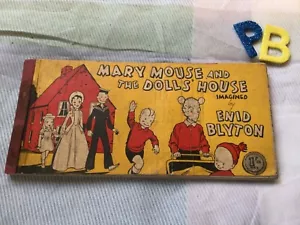 MARY MOUSE AND
THE DOLLS' HOUSE
IMAGINED
by
ENID
BLYTON
PB